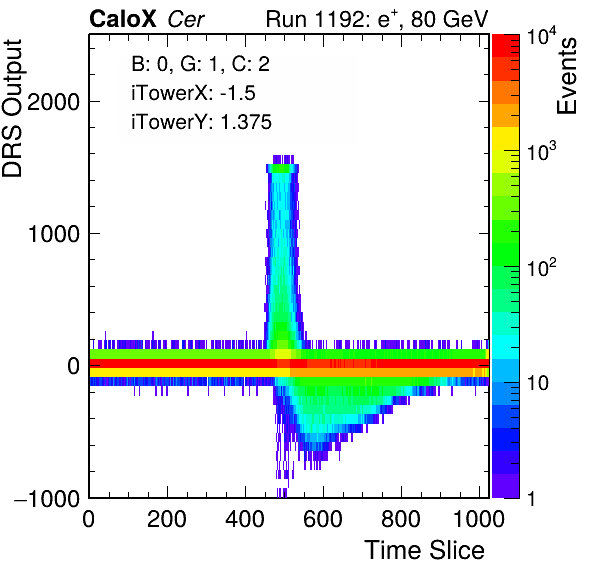 CaloX Cer Run 1192: e+, 80 GeV
B: 0, G: 1, C: 2
iTowerX: -1.5
iTowerY: 1.375
DRS Output
2000
1000
0
−1000
0 200 400 600 800 1000
Time Slice
10^4
10^3
10^2
10
1
Events